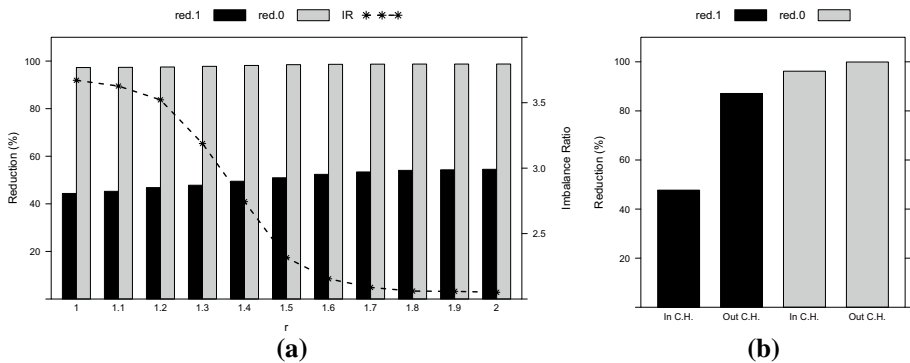 red.1 red.0 IR
100
80
60
40
20
Reduction (%)
3.5
3.0
2.5
Imbalance Ratio
1 1.1 1.2 1.3 1.4 1.5 1.6 1.7 1.8 1.9 2
r
(a)
red.1 red.0
100
80
60
40
20
Reduction (%)
In C.H. Out C.H. In C.H. Out C.H.
(b)